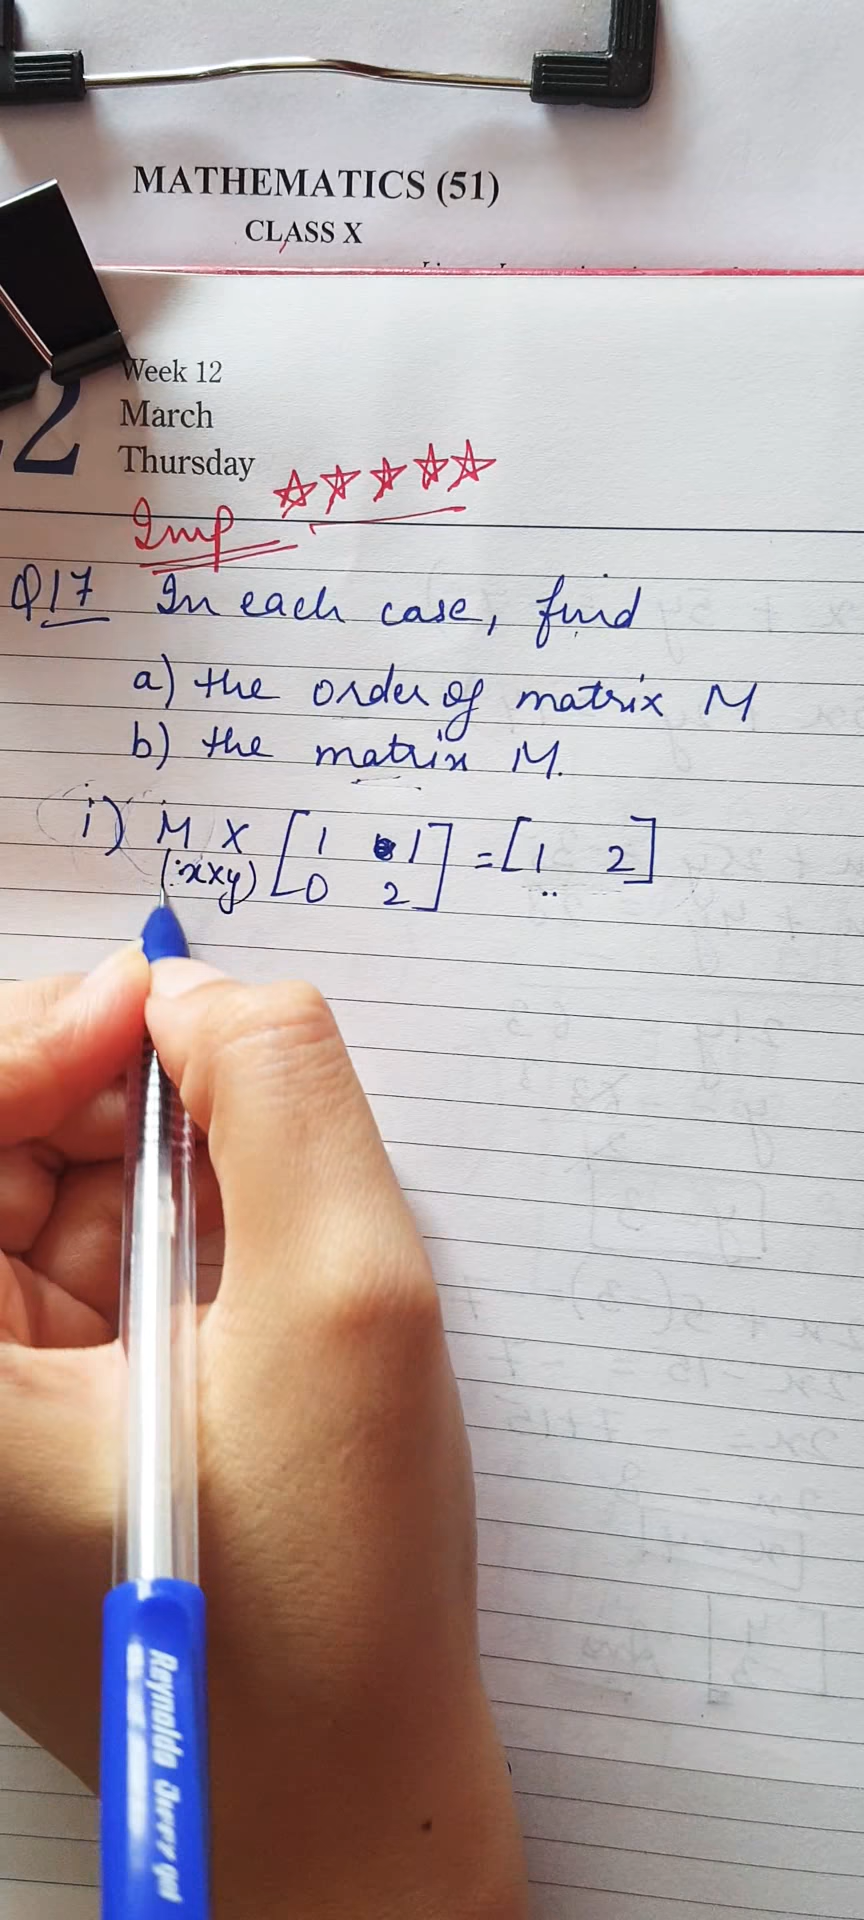 MATHEMATICS (51)
CLASS X
2
Week 12
March
Thursday
Imp
Q17 In each case, find
a) the order of matrix M
b) the matrix M.
i) M X [1 1 = [1 2]
(x×y) 0 2]
Reynolds